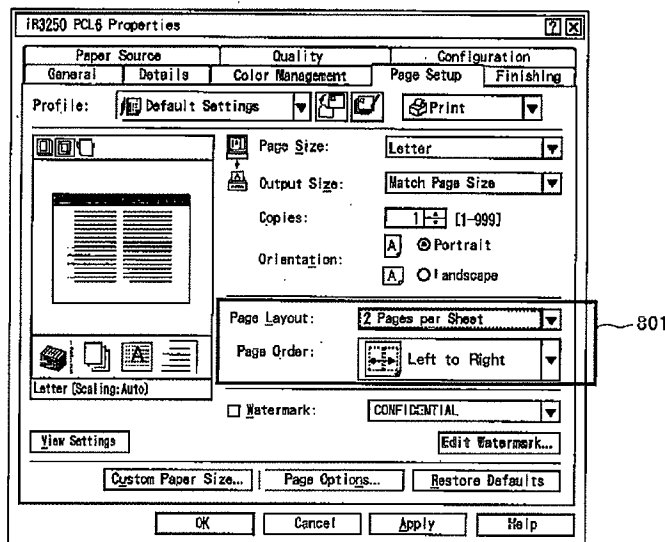 iR3250 PCL6 Properties
Paper Source Quality Configuration
General Details Color Management Page Setup Finishing
Profile: Default Settings Print
Page Size: Letter
Output Size: Match Page Size
Copies: 1 [1-999]
Orientation: A Portrait
A Landscape
Page Layout: 2 Pages per Sheet
801
Page Order: Left to Right
A
Letter (Scaling:Auto)
Watermark: CONFIDENTIAL
View Settings Edit Watermark...
Custom Paper Size... Page Options... Restore Defaults
OK Cancel Apply Help